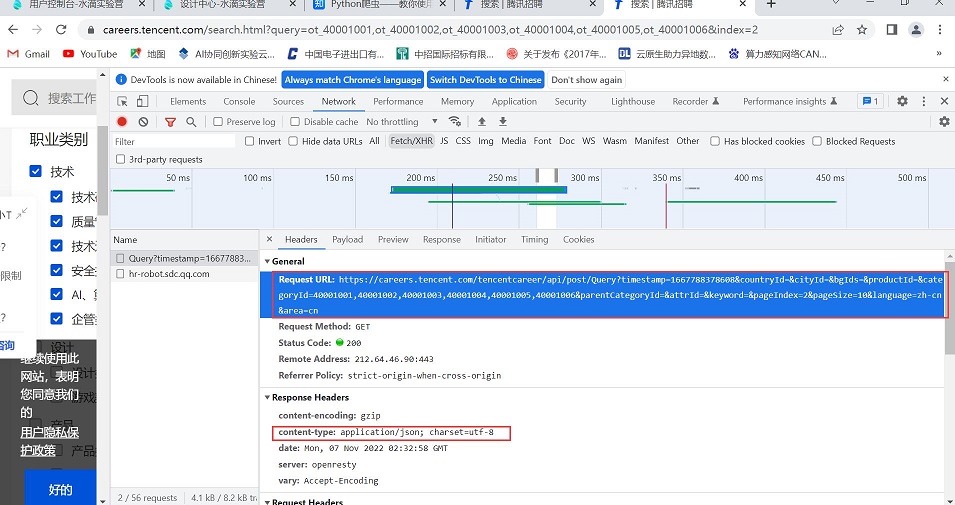 用户控制台-水滴实验营
设计中心-水滴实验营
Python爬虫——教你使用
搜索 | 腾讯招聘
搜索 | 腾讯招聘
careers.tencent.com/search.html?query=ot_40001001,ot_40001002,ot_40001003,ot_40001004,ot_40001005,ot_40001006&index=2
Gmail YouTube 地图 AI协同创新实验云... 中国电子进出口有... 中招国际招标有限... 关于发布《2017年... 云原生助力异地数... 算力感知网络CAN... »
DevTools is now available in Chinese! Always match Chrome's language Switch DevTools to Chinese Don't show again
Elements Console Sources Network Performance Memory Application Security Lighthouse Recorder Performance insights 1
Preserve log Disable cache No throttling
Filter Invert Hide data URLs All Fetch/XHR JS CSS Img Media Font Doc WS Wasm Manifest Other Has blocked cookies Blocked Requests
3rd-party requests
50 ms 100 ms 150 ms 200 ms 250 ms 300 ms 350 ms 400 ms 450 ms 500 ms
搜索工作
职业类别
技术
质量
安全
AI、
企管
限制
咨询
设计
产品
继续使用此
网站，表明
您同意我们
的
用户隐私保
护政策
好的
Name
Query?timestamp=16677883...
hr-robot.sdc.qq.com
2 / 56 requests 4.1 kB / 8.2 kB
Headers Payload Preview Response Initiator Timing Cookies
General
Request URL: https://careers.tencent.com/tencentcareer/api/post/Query?timestamp=1667788378608&countryId=&cityId=&bgIds=&productId=&cate
goryId=40001001,40001002,40001003,40001004,40001005,40001006&parentCategoryId=&attrId=&keyword=&pageIndex=2&pageSize=10&language=zh-cn
&area=cn
Request Method: GET
Status Code: 200
Remote Address: 212.64.46.90:443
Referrer Policy: strict-origin-when-cross-origin
Response Headers
content-encoding: gzip
content-type: application/json; charset=utf-8
date: Mon, 07 Nov 2022 02:32:58 GMT
server: openresty
vary: Accept-Encoding
Request Headers